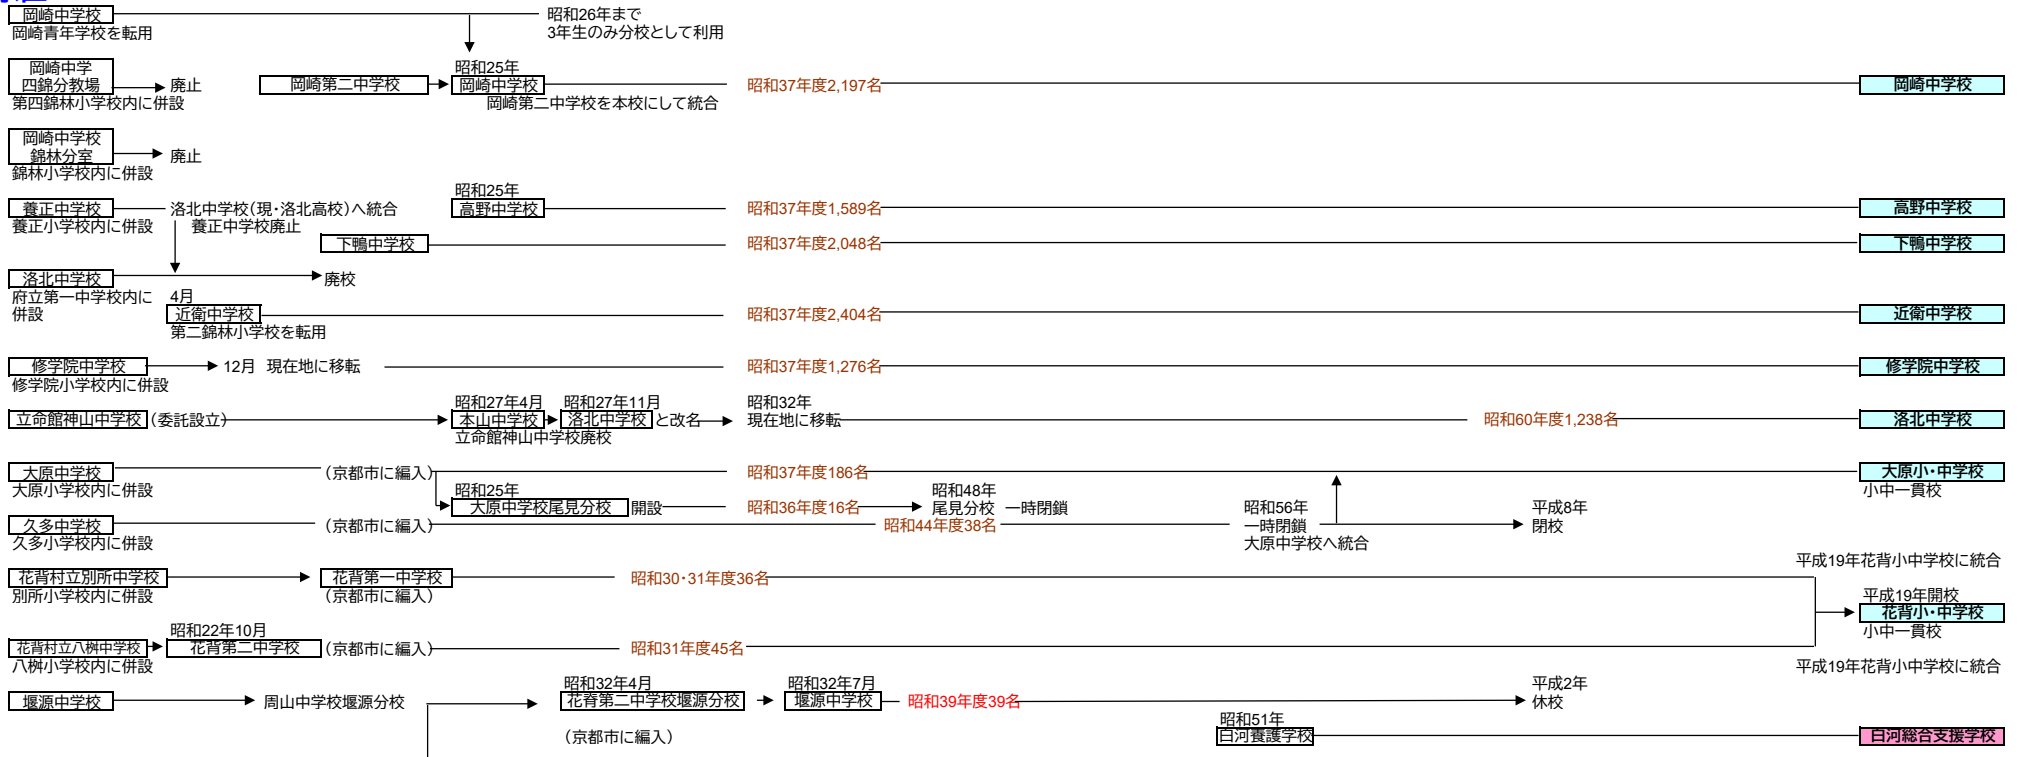 岡崎中学校
昭和26年まで
岡崎青年学校を転用
3年生のみ分校として利用
岡崎中学
四錦分教場
廃止
第四錦林小学校内に併設
岡崎第二中学校
昭和25年
岡崎中学校
岡崎第二中学校を本校にして統合
昭和37年度2,197名
岡崎中学校
岡崎中学校
錦林分室
廃止
錦林小学校内に併設
養正中学校
洛北中学校(現・洛北高校)へ統合
養正小学校内に併設
養正中学校廃止
昭和25年
高野中学校
昭和37年度1,589名
高野中学校
下鴨中学校
昭和37年度2,048名
下鴨中学校
洛北中学校
廃校
府立第一中学校内に
併設
4月
近衛中学校
第二錦林小学校を転用
昭和37年度2,404名
近衛中学校
修学院中学校
12月 現在地に移転
昭和37年度1,276名
修学院中学校
修学院小学校内に併設
立命館神山中学校
(委託設立)
昭和27年4月
本山中学校
立命館神山中学校廃校
昭和27年11月
洛北中学校
と改名
昭和32年
現在地に移転
昭和60年度1,238名
洛北中学校
大原中学校
(京都市に編入)
昭和37年度186名
大原小・中学校
大原小学校内に併設
小中一貫校
昭和25年
大原中学校尾見分校
開設
昭和36年度16名
昭和48年
尾見分校 一時閉鎖
久多中学校
(京都市に編入)
昭和44年度38名
久多小学校内に併設
昭和56年
一時閉鎖
大原中学校へ統合
平成8年
閉校
平成19年花背小中学校に統合
花背村立別所中学校
花背第一中学校
昭和30・31年度36名
別所小学校内に併設
(京都市に編入)
平成19年開校
花背小・中学校
小中一貫校
昭和22年10月
花背村立八桝中学校
花背第二中学校
(京都市に編入)
昭和31年度45名
八桝小学校内に併設
平成19年花背小中学校に統合
堰源中学校
周山中学校堰源分校
昭和32年4月
花脊第二中学校堰源分校
(京都市に編入)
昭和32年7月
堰源中学校
昭和39年度39名
平成2年
休校
昭和51年
白河養護学校
白河総合支援学校